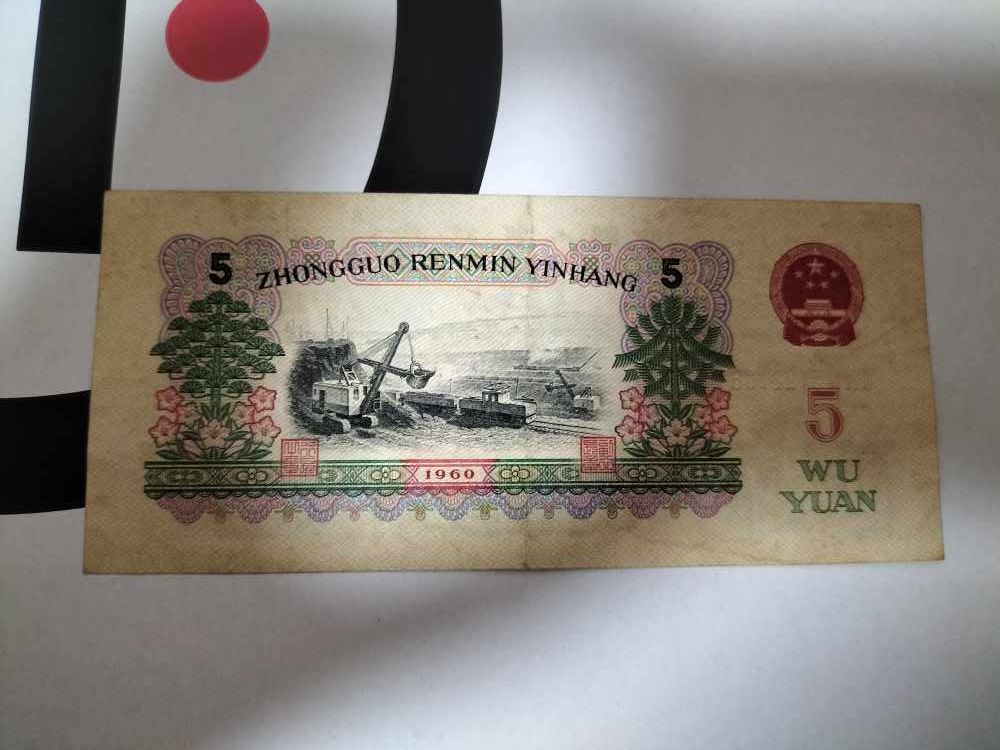 5 ZHONGGUO RENMIN YINHANG 5
1960
5
WU
YUAN